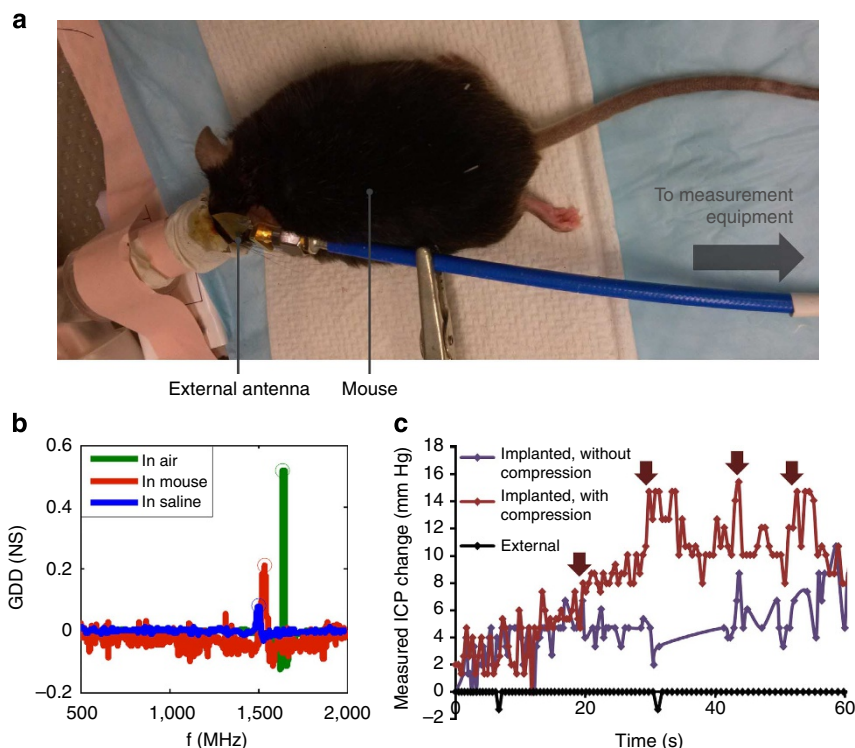 a
To measurement
equipment
External antenna
Mouse
b
0.6
0.4
0.2
0
–0.2
In air
In mouse
In saline
GDD (NS)
500
1,000
1,500
2,000
f (MHz)
c
18
16
14
12
10
8
6
4
2
0
–2
Implanted, without
compression
Implanted, with
compression
External
Measured ICP change (mm Hg)
0
20
40
60
Time (s)